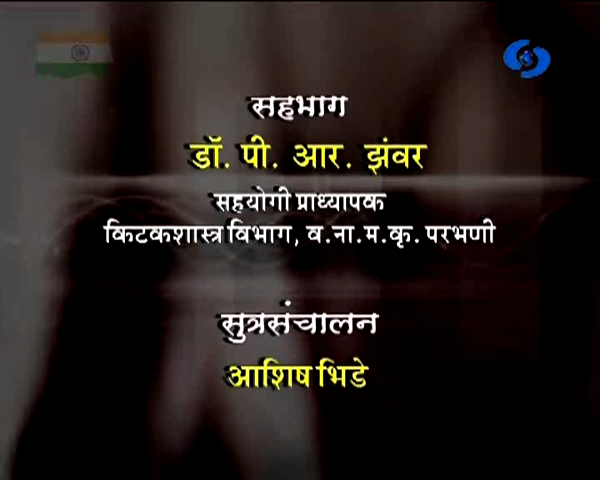 सहभाग
डॉ. पी. आर. झंवर
सहयोगी प्राध्यापक
किटकशास्त्र विभाग, व.ना.म.कृ. परभणी
सुत्रसंचालन
आशिष भिडे